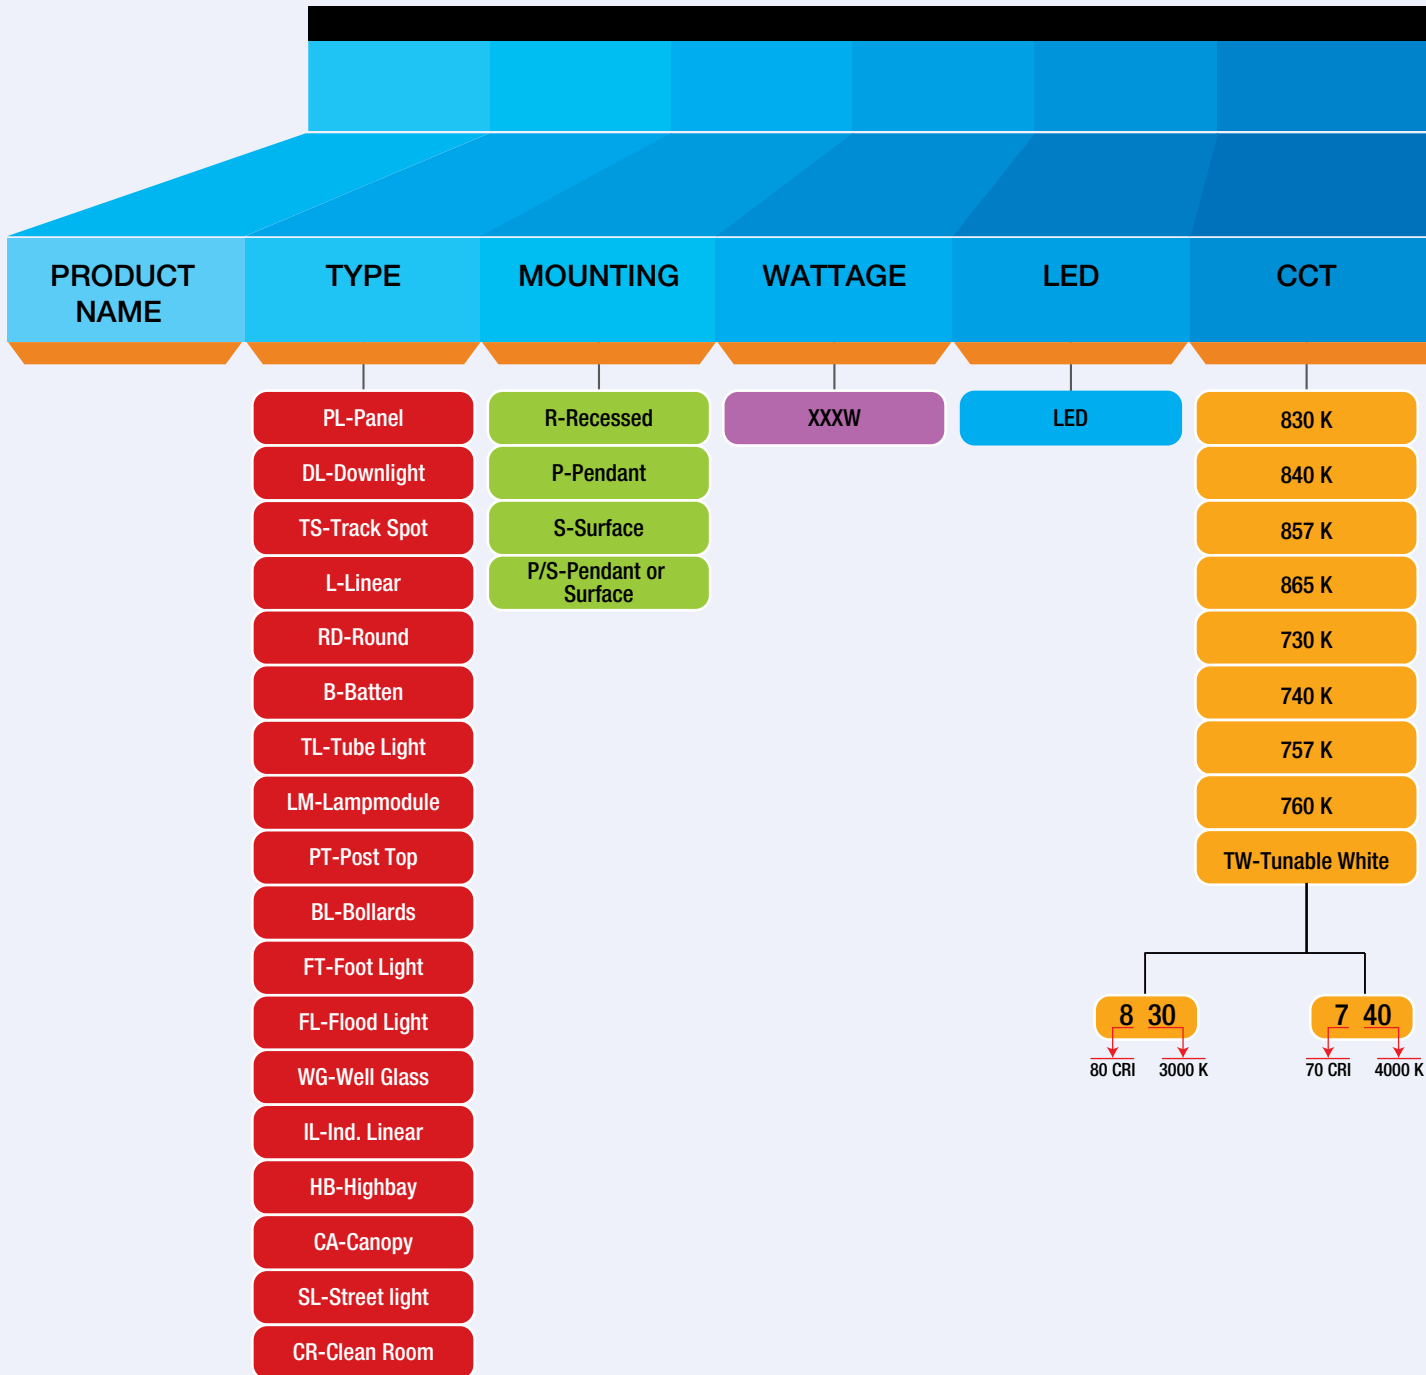 PRODUCT
NAME
TYPE
MOUNTING
WATTAGE
LED
CCT
PL-Panel
DL-Downlight
TS-Track Spot
L-Linear
RD-Round
B-Batten
TL-Tube Light
LM-Lampmodule
PT-Post Top
BL-Bollards
FT-Foot Light
FL-Flood Light
WG-Well Glass
IL-Ind. Linear
HB-Highbay
CA-Canopy
SL-Street light
CR-Clean Room
R-Recessed
P-Pendant
S-Surface
P/S-Pendant or
Surface
XXXW
LED
830 K
840 K
857 K
865 K
730 K
740 K
757 K
760 K
TW-Tunable White
8 30
80 CRI 3000 K
7 40
70 CRI 4000 K